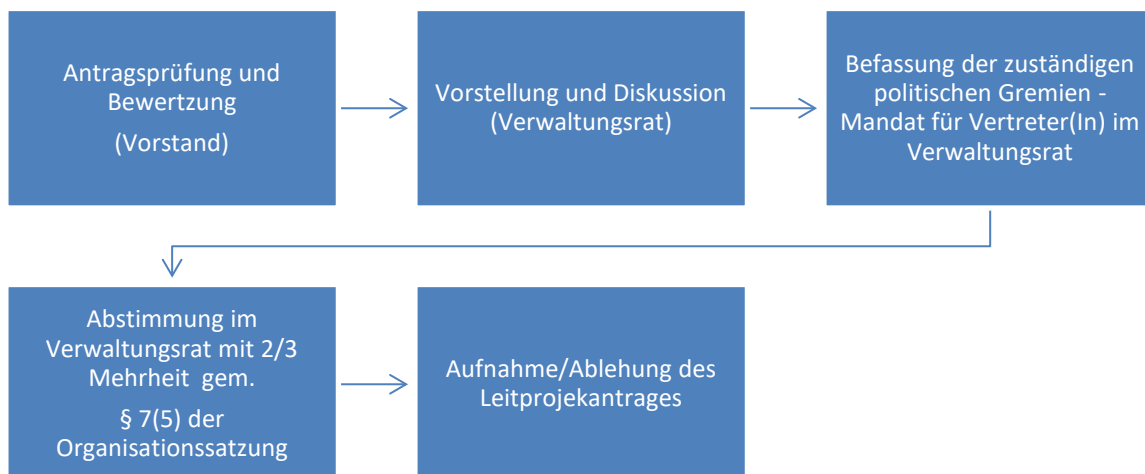 Antragsprüfung und
Bewertzung
(Vorstand)
Vorstellung und Diskussion
(Verwaltungsrat)
Befassung der zuständigen
politischen Gremien -
Mandat für Vertreter(In) im
Verwaltungsrat
Abstimmung im
Verwaltungsrat mit 2/3
Mehrheit gem.
§ 7(5) der
Organisationssatzung
Aufnahme/Ablehung des
Leitprojekantrages